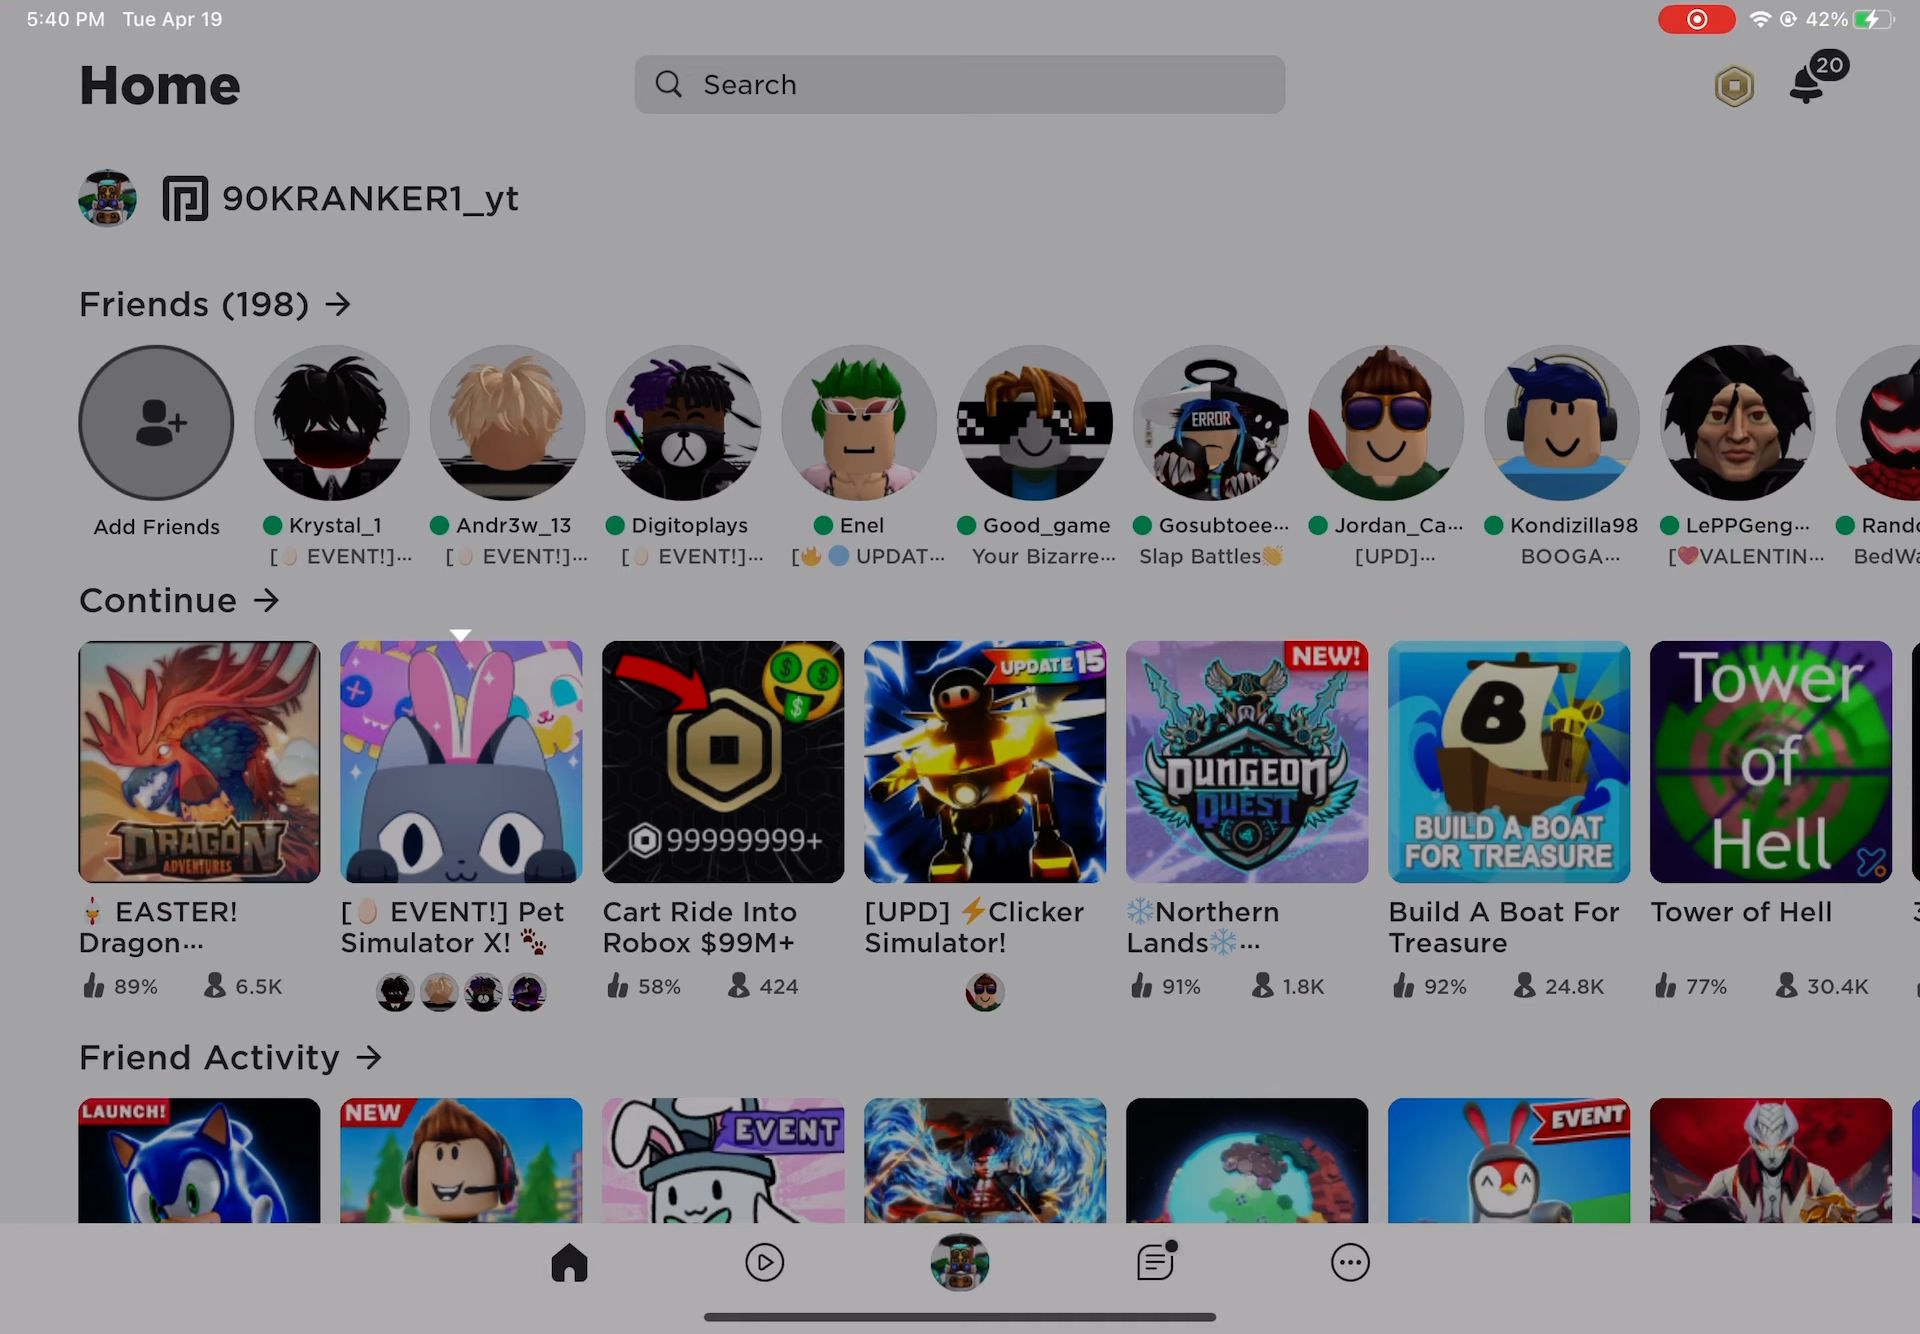 5:40 PM Tue Apr 19
42%
Home
Search
20
90KRANKER1_yt
Friends (198) →
ERROR
Add Friends
Krystal_1
Andr3w_13
Digitoplays
Enel
Good_game
Gosubtoee...
Jordan_Ca...
Kondizilla98
LePPGeng...
Rando
[🥚 EVENT!]...
[🥚 EVENT!]...
[🥚 EVENT!]...
[🔥🔵 UPDAT...
Your Bizarre...
Slap Battles👏
[UPD]...
BOOGA...
[❤️VALENTIN...
BedWa
Continue →
DRAGON
ADVENTURES
$ $
$
99999999+
UPDATE 15
NEW!
DUNGEON
QUEST
B
BUILD A BOAT
FOR TREASURE
Tower
of
Hell
🐓 EASTER!
Dragon...
[🥚 EVENT!] Pet
Simulator X! 🐾
Cart Ride Into
Robox $99M+
[UPD] ⚡Clicker
Simulator!
❄️Northern
Lands❄️...
Build A Boat For
Treasure
Tower of Hell
89% 6.5K
58% 424
91% 1.8K
92% 24.8K
77% 30.4K
Friend Activity →
LAUNCH!
NEW
EVENT
EVENT